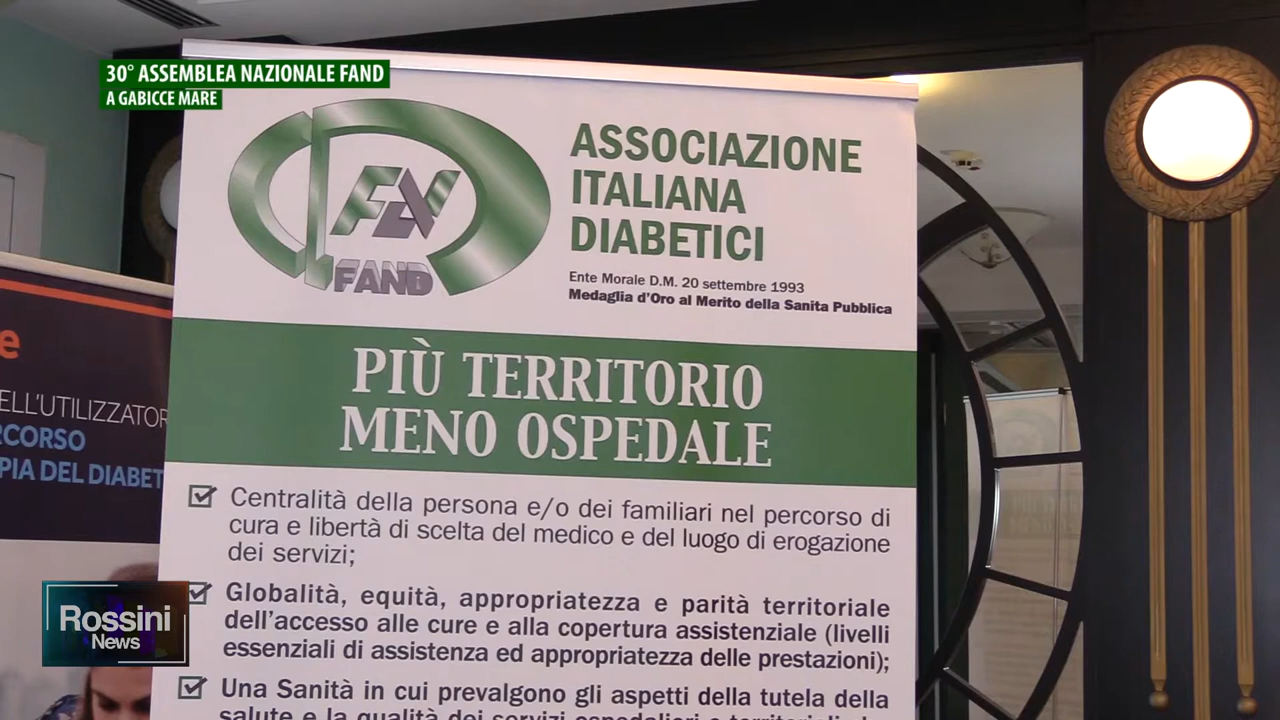 30° ASSEMBLEA NAZIONALE FAND
A GABICCE MARE
FAND
ASSOCIAZIONE
ITALIANA
DIABETICI
Ente Morale D.M. 20 settembre 1993
Medaglia d'Oro al Merito della Sanita Pubblica
PIÙ TERRITORIO
MENO OSPEDALE
Centralità della persona e/o dei familiari nel percorso di
cura e libertà di scelta del medico e del luogo di erogazione
dei servizi;
Globalità, equità, appropriatezza e parità territoriale
dell'accesso alle cure e alla copertura assistenziale (livelli
essenziali di assistenza ed appropriatezza delle prestazioni);
Una Sanità in cui prevalgono gli aspetti della tutela della
salute e la qualità dei servizi ospedalieri e territoriali
e
ELL'UTILIZZATOR
RCORSO
PIA DEL DIABET
Rossini
News